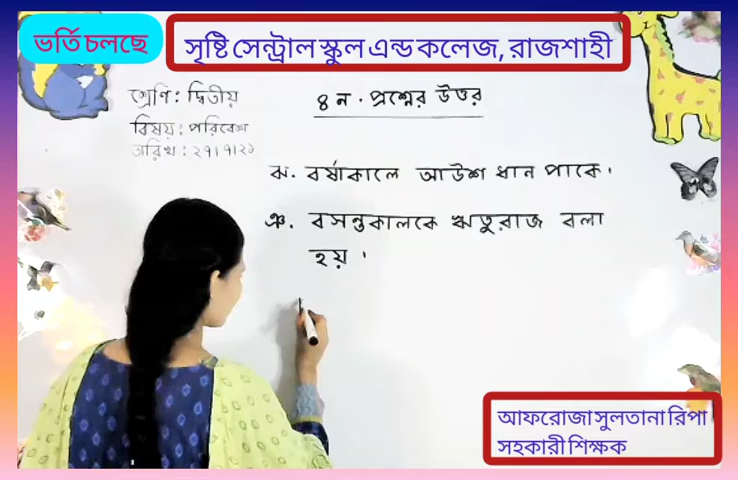 ভর্তি চলছে
সৃষ্টি সেন্ট্রাল স্কুল এন্ড কলেজ, রাজশাহী
শ্রেণি: দ্বিতীয়
বিষয়: পরিবেশ
তারিখ: ২৭।৭।২১
৪ ন. প্রশ্নের উত্তর
ঝ. বর্ষাকালে আউশ ধান পাকে।
ঞ. বসন্তকালকে ঋতুরাজ বলা
হয়।
আফরোজা সুলতানা রিপা
সহকারী শিক্ষক